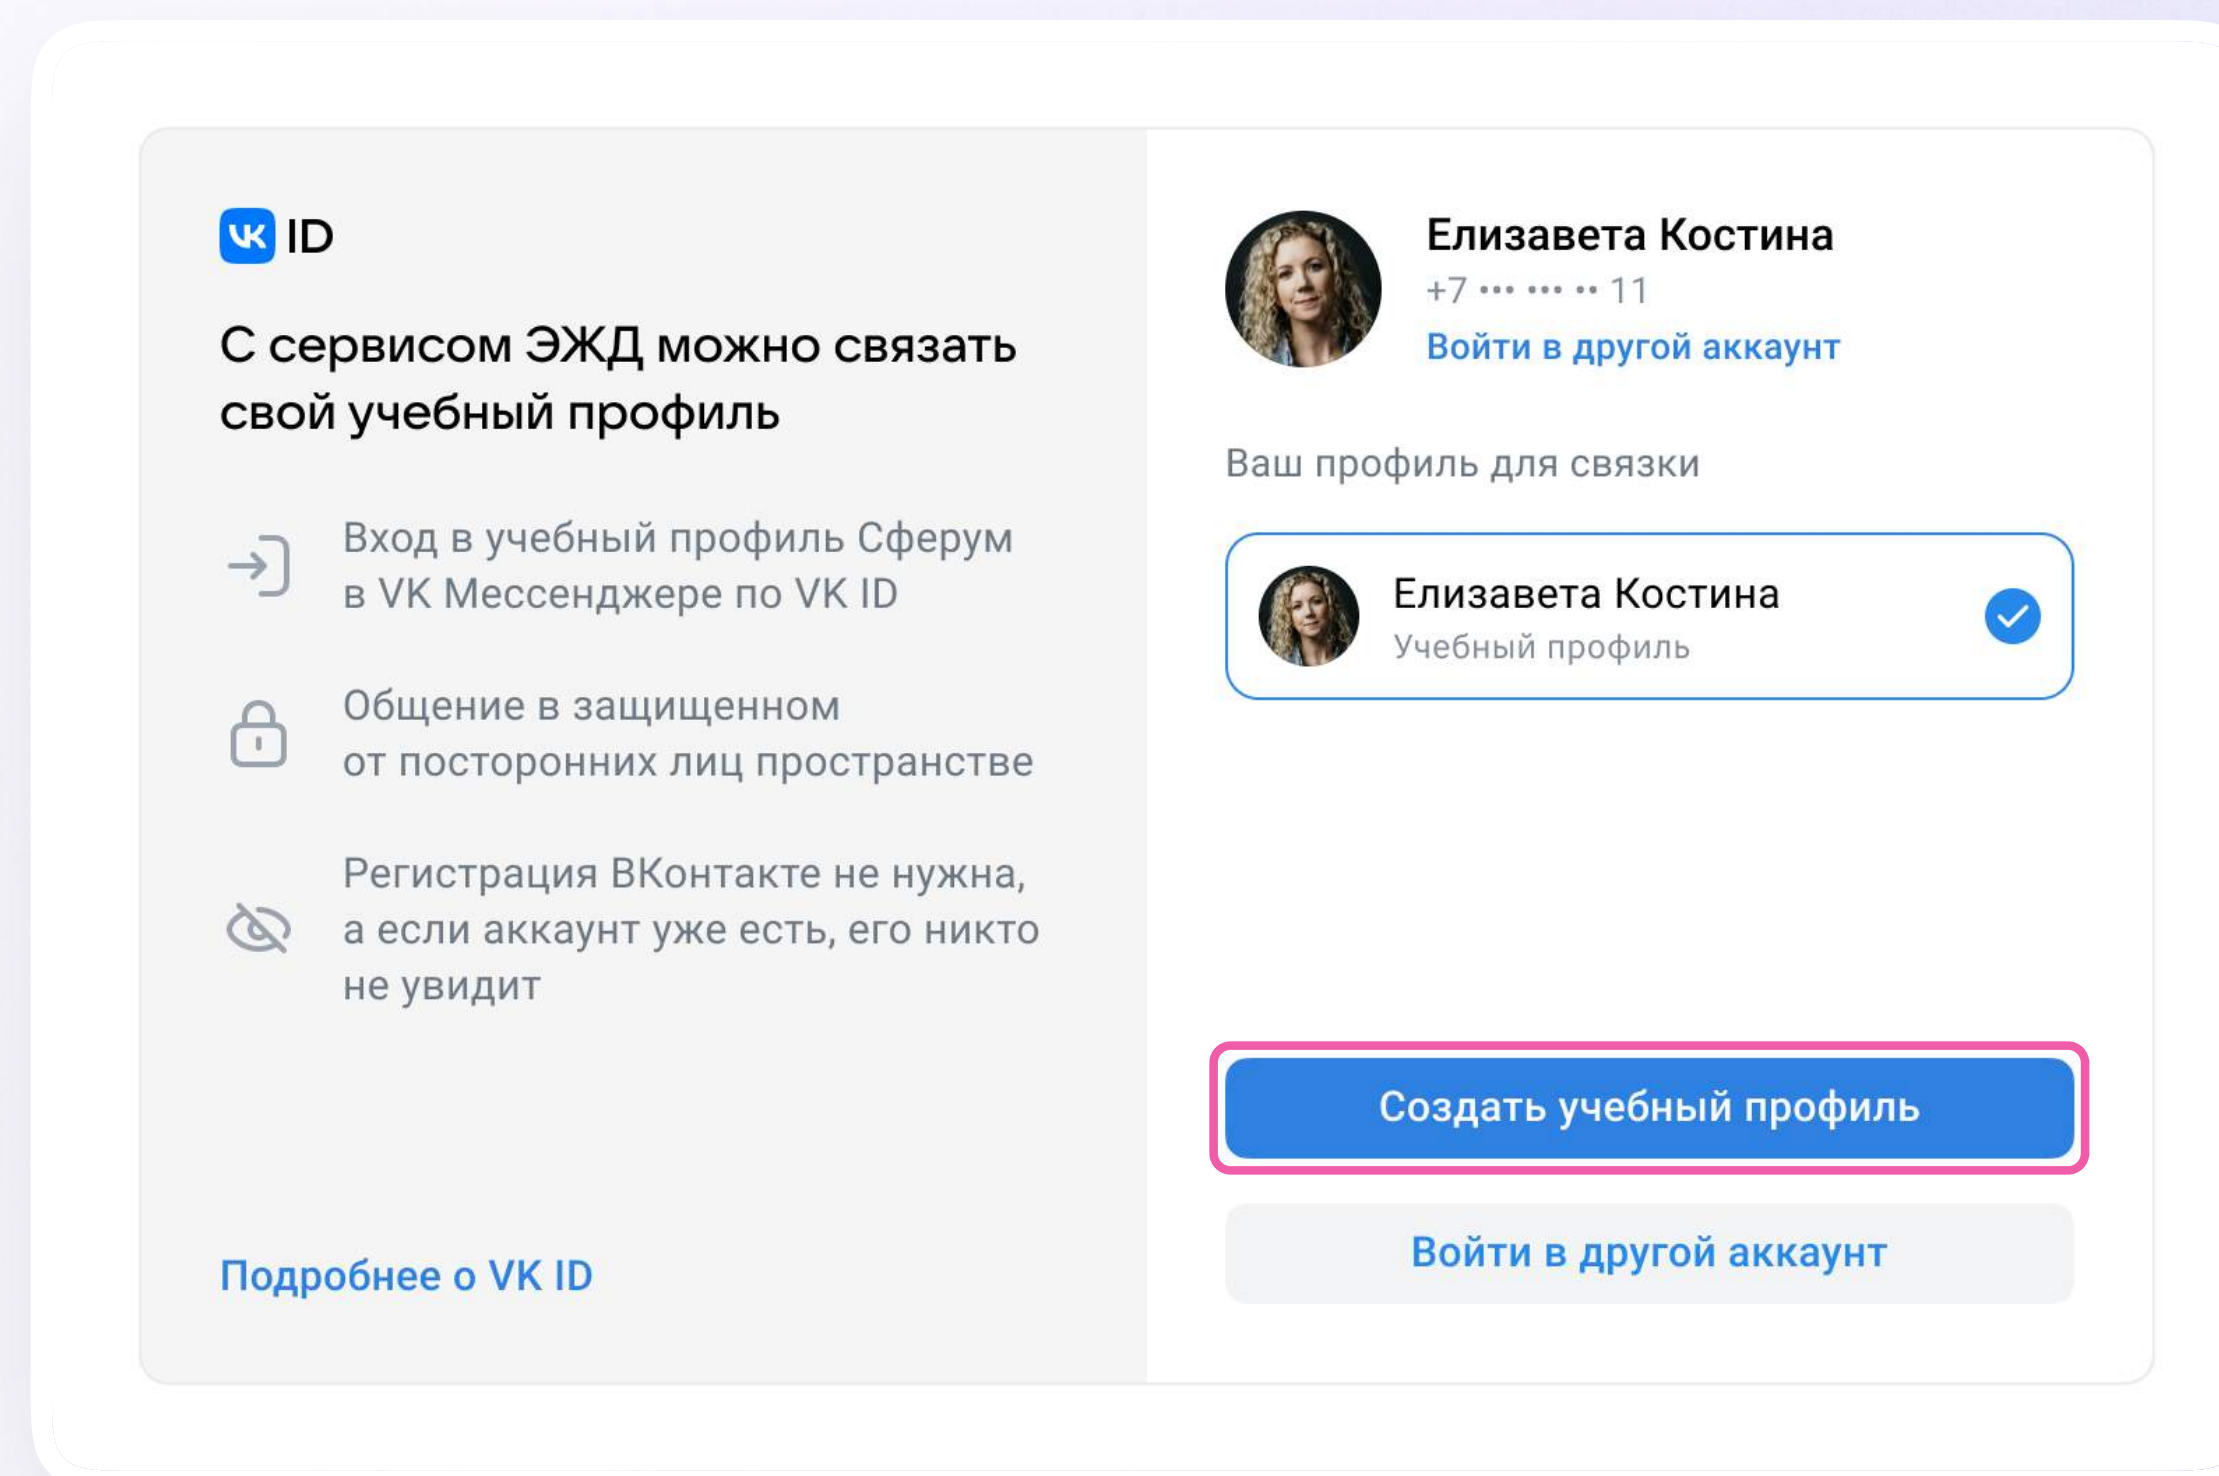 VK ID
С сервисом ЭЖД можно связать
свой учебный профиль
Вход в учебный профиль Сферум
в VK Мессенджере по VK ID
Общение в защищенном
от посторонних лиц пространстве
Регистрация ВКонтакте не нужна,
а если аккаунт уже есть, его никто
не увидит
Подробнее о VK ID
Елизавета Костина
+7 ••• ••• •• 11
Войти в другой аккаунт
Ваш профиль для связки
Елизавета Костина
Учебный профиль
Создать учебный профиль
Войти в другой аккаунт